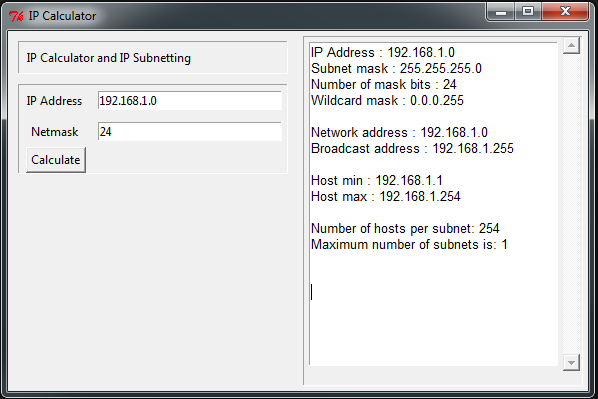 IP Calculator
IP Calculator and IP Subnetting
IP Address 192.168.1.0
Netmask 24
Calculate
IP Address : 192.168.1.0
Subnet mask : 255.255.255.0
Number of mask bits : 24
Wildcard mask : 0.0.0.255
Network address : 192.168.1.0
Broadcast address : 192.168.1.255
Host min : 192.168.1.1
Host max : 192.168.1.254
Number of hosts per subnet: 254
Maximum number of subnets is: 1